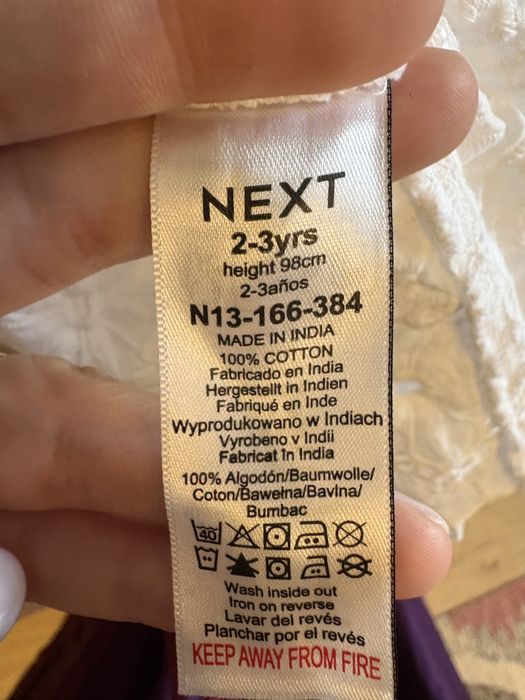 NEXT
2-3yrs
height 98cm
2-3años
N13-166-384
MADE IN INDIA
100% COTTON
Fabricado en India
Hergestellt in Indien
Fabriqué en Inde
Wyprodukowano w Indiach
Vyrobeno v Indii
Fabricat în India
100% Algodón/Baumwolle/
Coton/Bawełna/Bavlna/
Bumbac
40
Wash inside out
Iron on reverse
Lavar del revés
Planchar por el revés
KEEP AWAY FROM FIRE